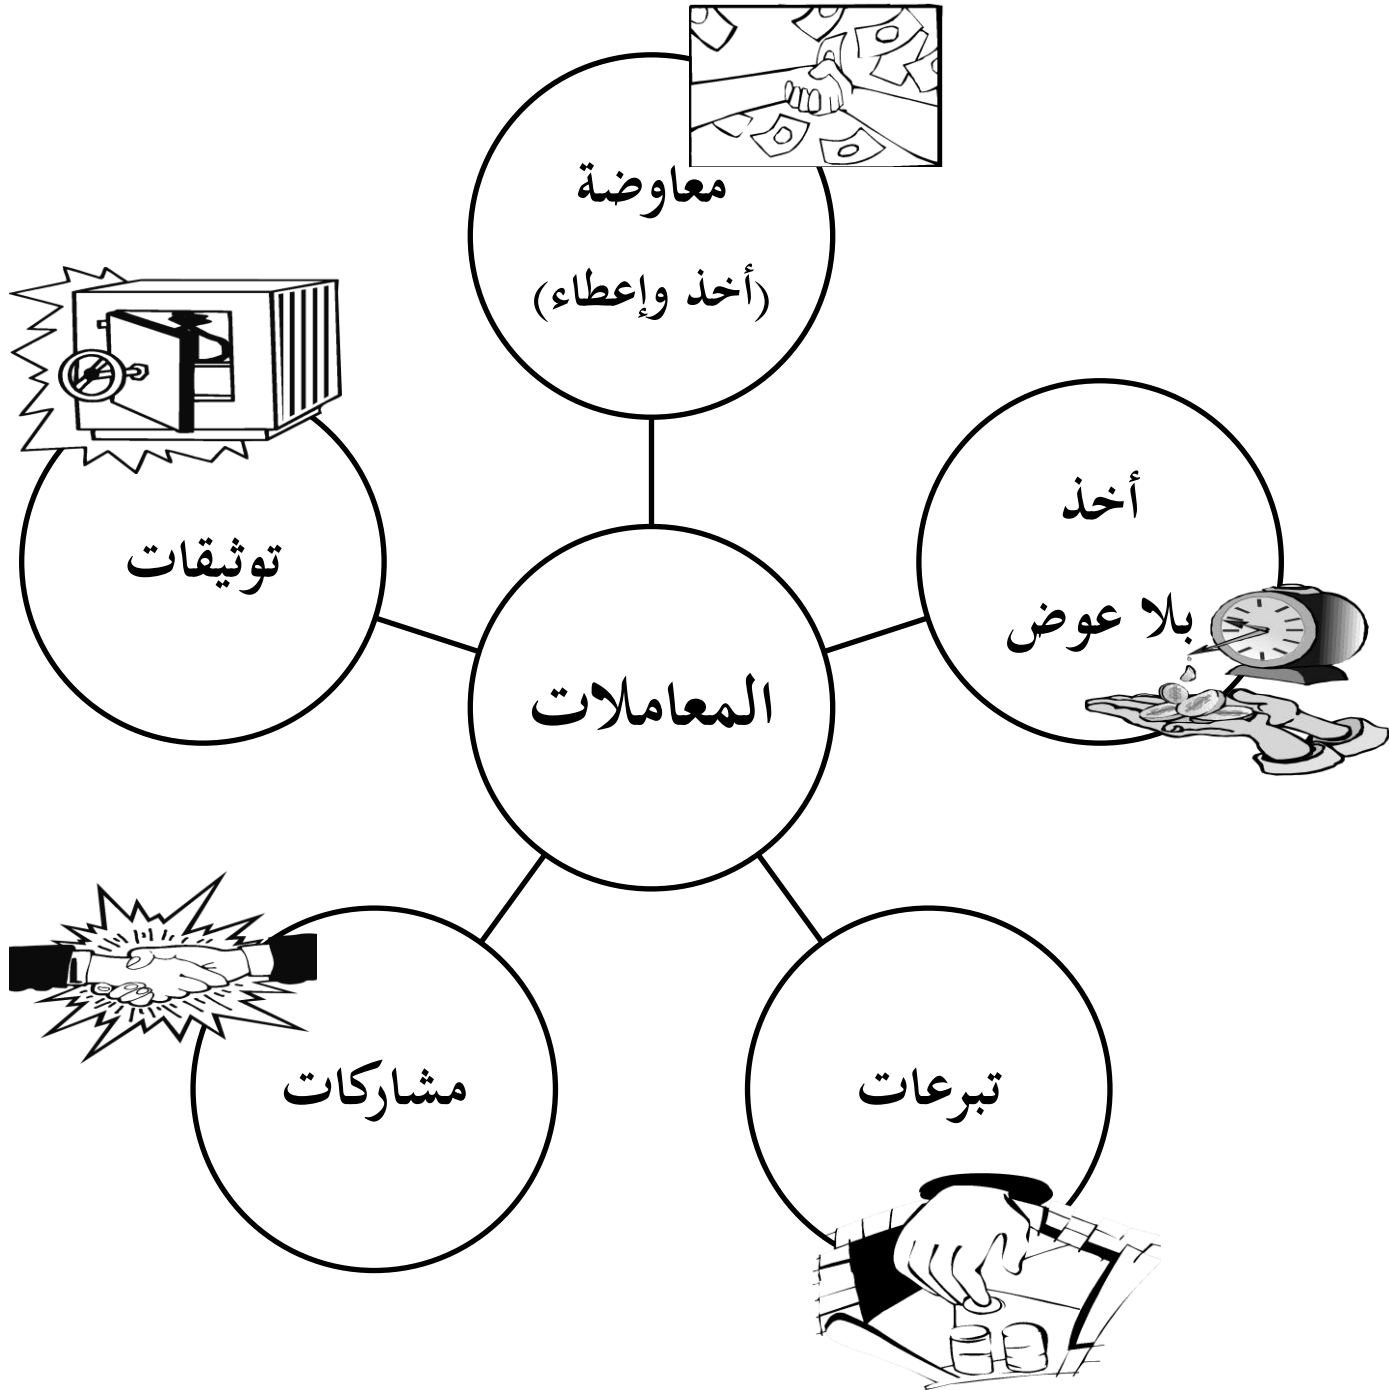 معاوضة
(أخذ وإعطاء)
أخذ
بلا عوض
توثيقات
المعاملات
مشاركات
تبرعات